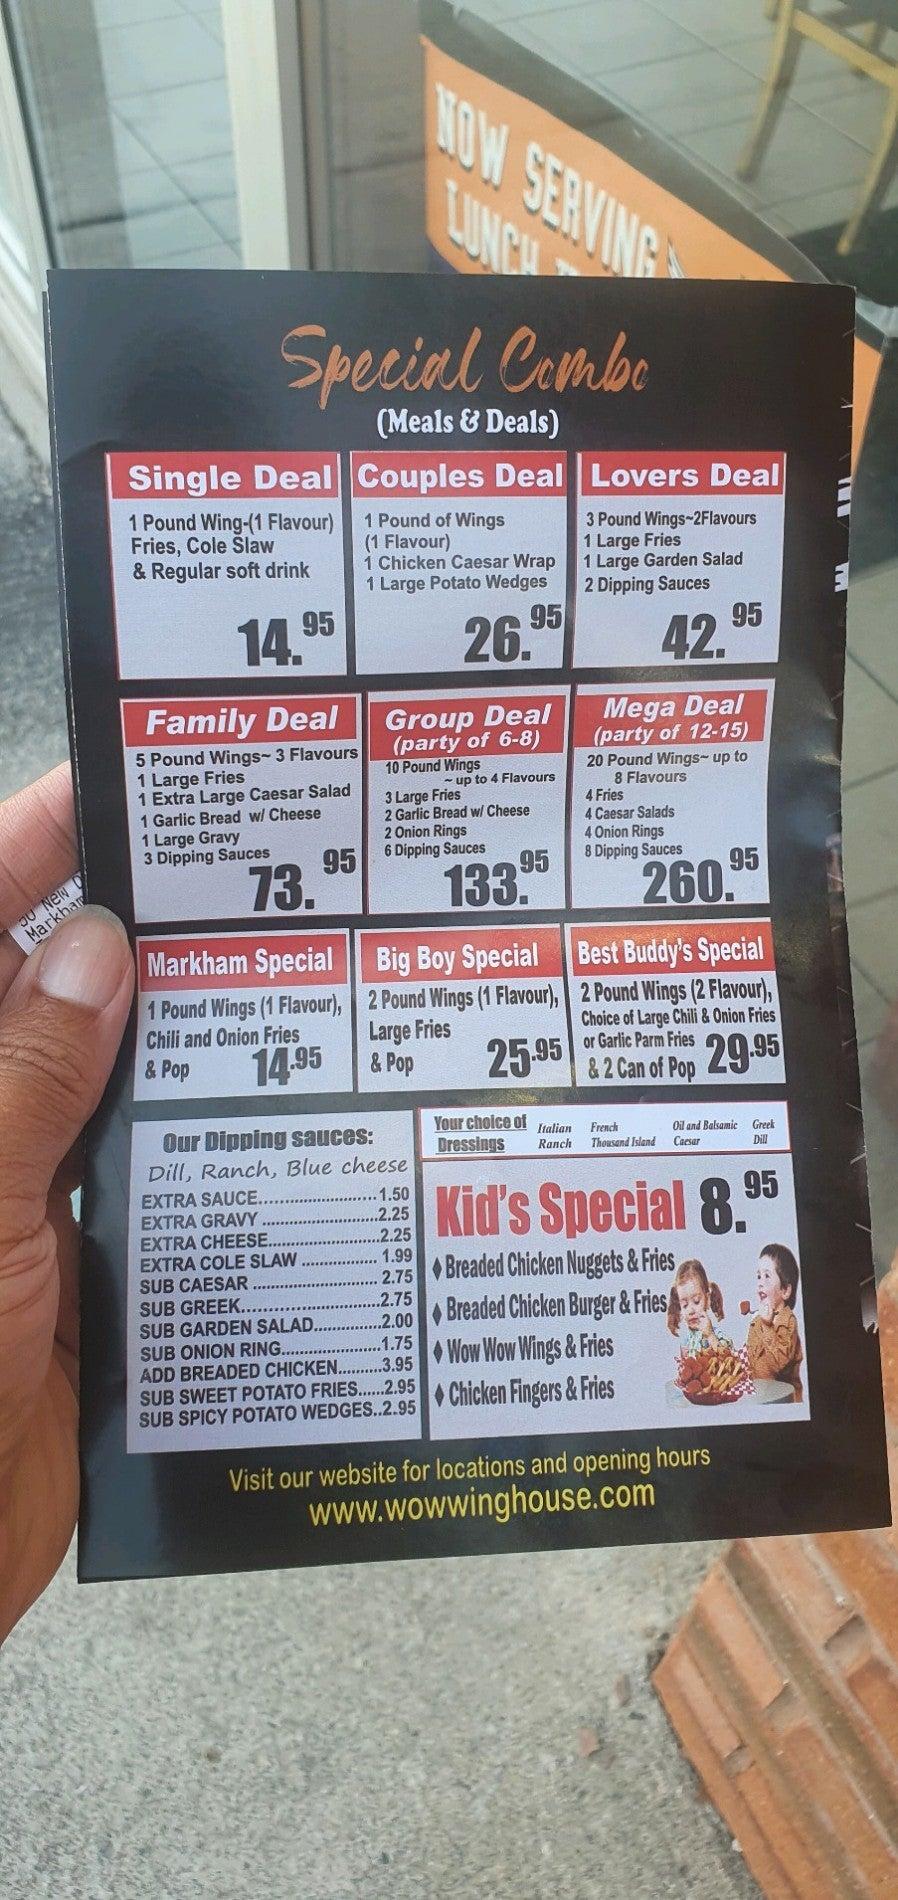 NOW SERVING
LUNCH
Special Combo
(Meals & Deals)
Single Deal
1 Pound Wing-(1 Flavour)
Fries, Cole Slaw
& Regular soft drink
14.95
Couples Deal
1 Pound of Wings
(1 Flavour)
1 Chicken Caesar Wrap
1 Large Potato Wedges
26.95
Lovers Deal
3 Pound Wings~2Flavours
1 Large Fries
1 Large Garden Salad
2 Dipping Sauces
42.95
Family Deal
5 Pound Wings~ 3 Flavours
1 Large Fries
1 Extra Large Caesar Salad
1 Garlic Bread w/ Cheese
1 Large Gravy
3 Dipping Sauces
73.95
Group Deal
(party of 6-8)
10 Pound Wings
~ up to 4 Flavours
3 Large Fries
2 Garlic Bread w/ Cheese
2 Onion Rings
6 Dipping Sauces
133.95
Mega Deal
(party of 12-15)
20 Pound Wings~ up to
8 Flavours
4 Fries
4 Caesar Salads
4 Onion Rings
8 Dipping Sauces
260.95
Markham Special
1 Pound Wings (1 Flavour),
Chili and Onion Fries
& Pop 14.95
Big Boy Special
2 Pound Wings (1 Flavour),
Large Fries
& Pop 25.95
Best Buddy's Special
2 Pound Wings (2 Flavour),
Choice of Large Chili & Onion Fries
or Garlic Parm Fries
& 2 Can of Pop 29.95
Our Dipping sauces:
Dill, Ranch, Blue cheese
EXTRA SAUCE..........................1.50
EXTRA GRAVY .........................2.25
EXTRA CHEESE........................2.25
EXTRA COLE SLAW ................. 1.99
SUB CAESAR ........................... 2.75
SUB GREEK..............................2.75
SUB GARDEN SALAD..............2.00
SUB ONION RING......................1.75
ADD BREADED CHICKEN..........3.95
SUB SWEET POTATO FRIES......2.95
SUB SPICY POTATO WEDGES..2.95
Your choice of Italian French Oil and Balsamic Greek
Dressings Ranch Thousand Island Caesar Dill
Kid's Special 8.95
♦ Breaded Chicken Nuggets & Fries
♦ Breaded Chicken Burger & Fries
♦ Wow Wow Wings & Fries
♦ Chicken Fingers & Fries
Visit our website for locations and opening hours
www.wowwinghouse.com
New
Markham